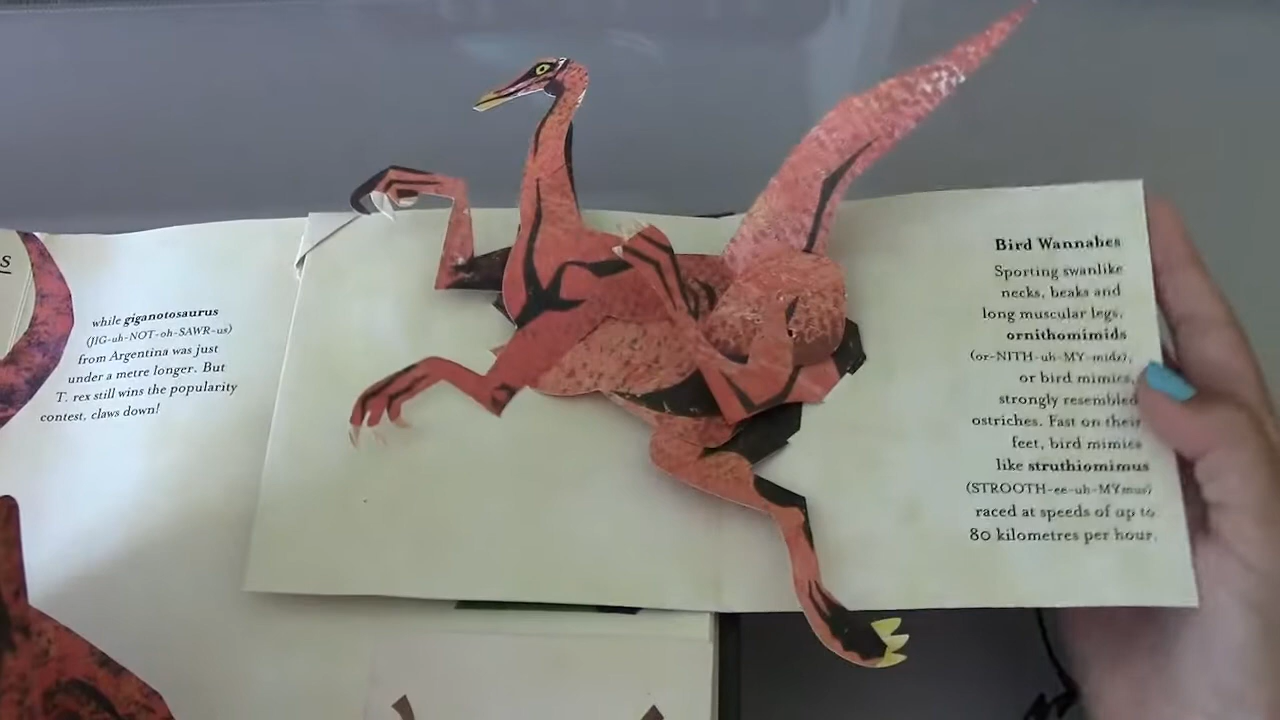 s
while giganotosaurus
(JIG-uh-NOT-oh-SAWR-us)
from Argentina was just
under a metre longer. But
T. rex still wins the popularity
contest, claws down!
Bird Wannabes
Sporting swanlike
necks, beaks and
long muscular legs,
ornithomimids
(or-NITH-uh-MY-midz),
or bird mimics,
strongly resembled
ostriches. Fast on their
feet, bird mimics
like struthiomimus
(STROOTH-ee-uh-MYmus)
raced at speeds of up to
80 kilometres per hour.